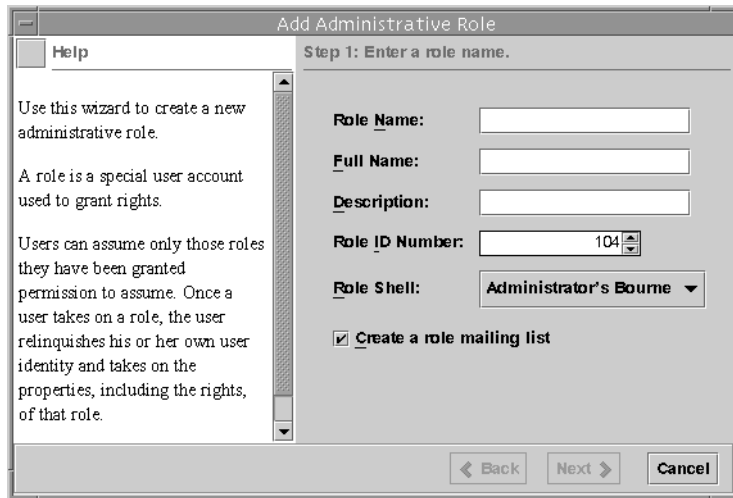 Add Administrative Role
Help
Use this wizard to create a new
administrative role.
A role is a special user account
used to grant rights.
Users can assume only those roles
they have been granted
permission to assume. Once a
user takes on a role, the user
relinquishes his or her own user
identity and takes on the
properties, including the rights,
of that role.
Step 1: Enter a role name.
Role Name:
Full Name:
Description:
Role ID Number: 104
Role Shell: Administrator's Bourne
Create a role mailing list
Back Next Cancel